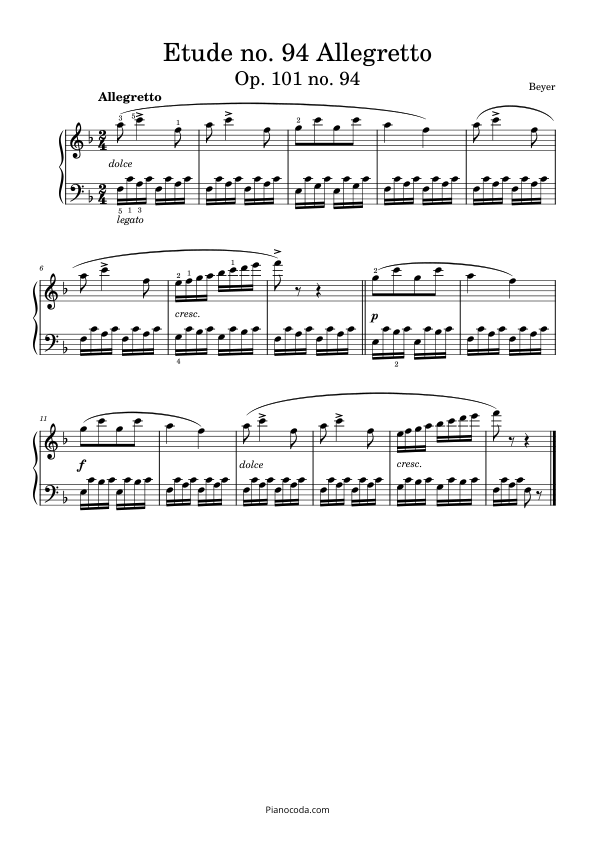 Etude no. 94 Allegretto
Op. 101 no. 94
Beyer
Allegretto
3 5 1 2
dolce
5 1 3
legato
6
2 1 1 2
cresc.
p
4 2
11
f
dolce
cresc.
Pianocoda.com